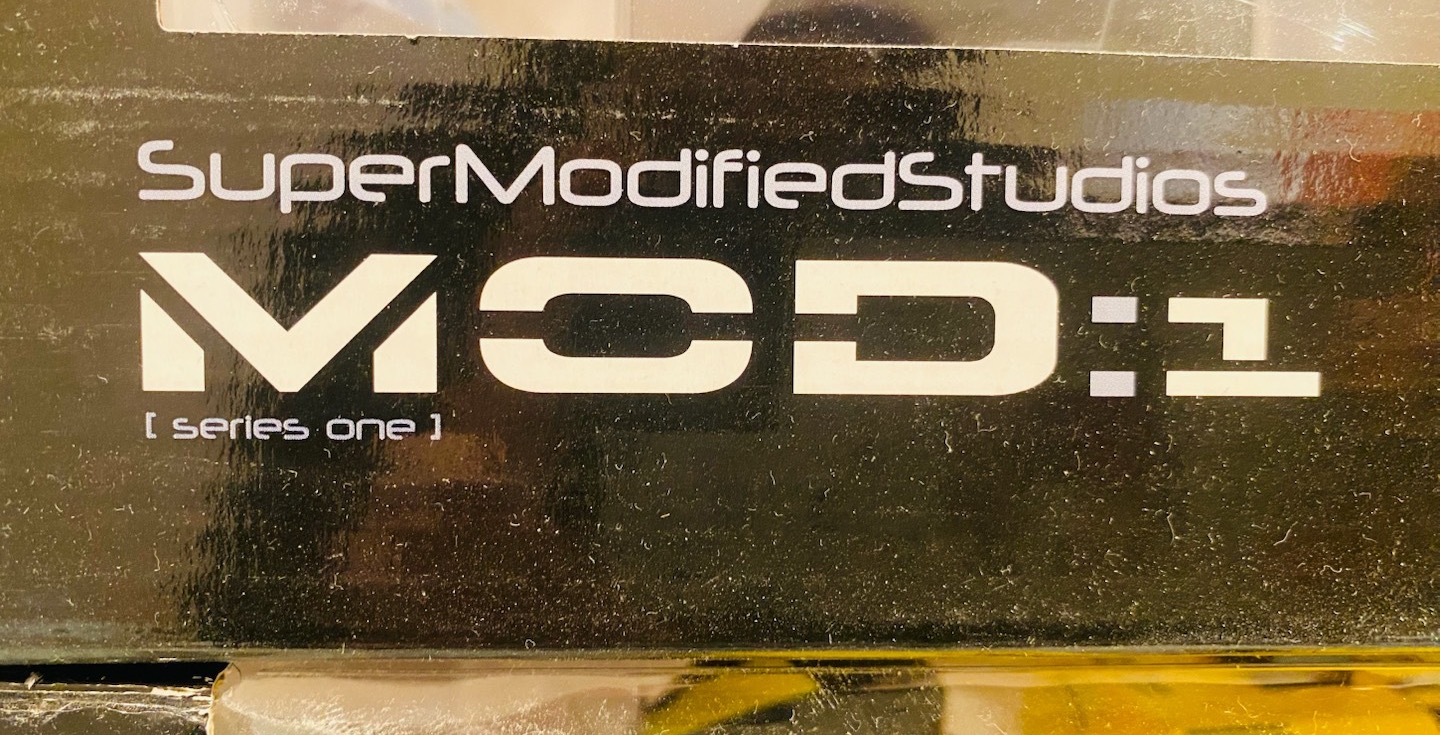 SuperModifiedStudios
MOD:1
[ series one ]